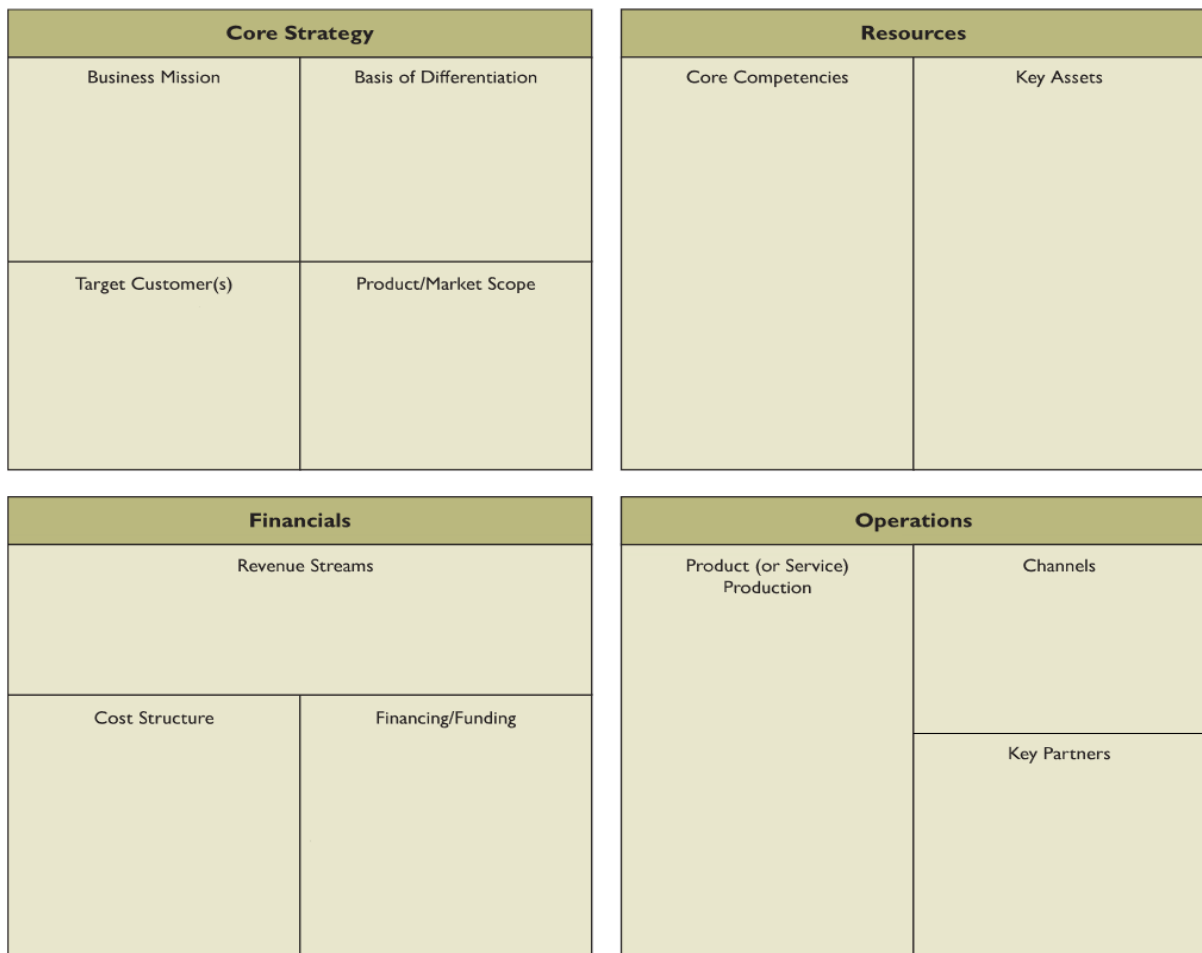 Core Strategy
Business Mission
Basis of Differentiation
Target Customer(s)
Product/Market Scope
Resources
Core Competencies
Key Assets
Financials
Revenue Streams
Cost Structure
Financing/Funding
Operations
Product (or Service)
Production
Channels
Key Partners